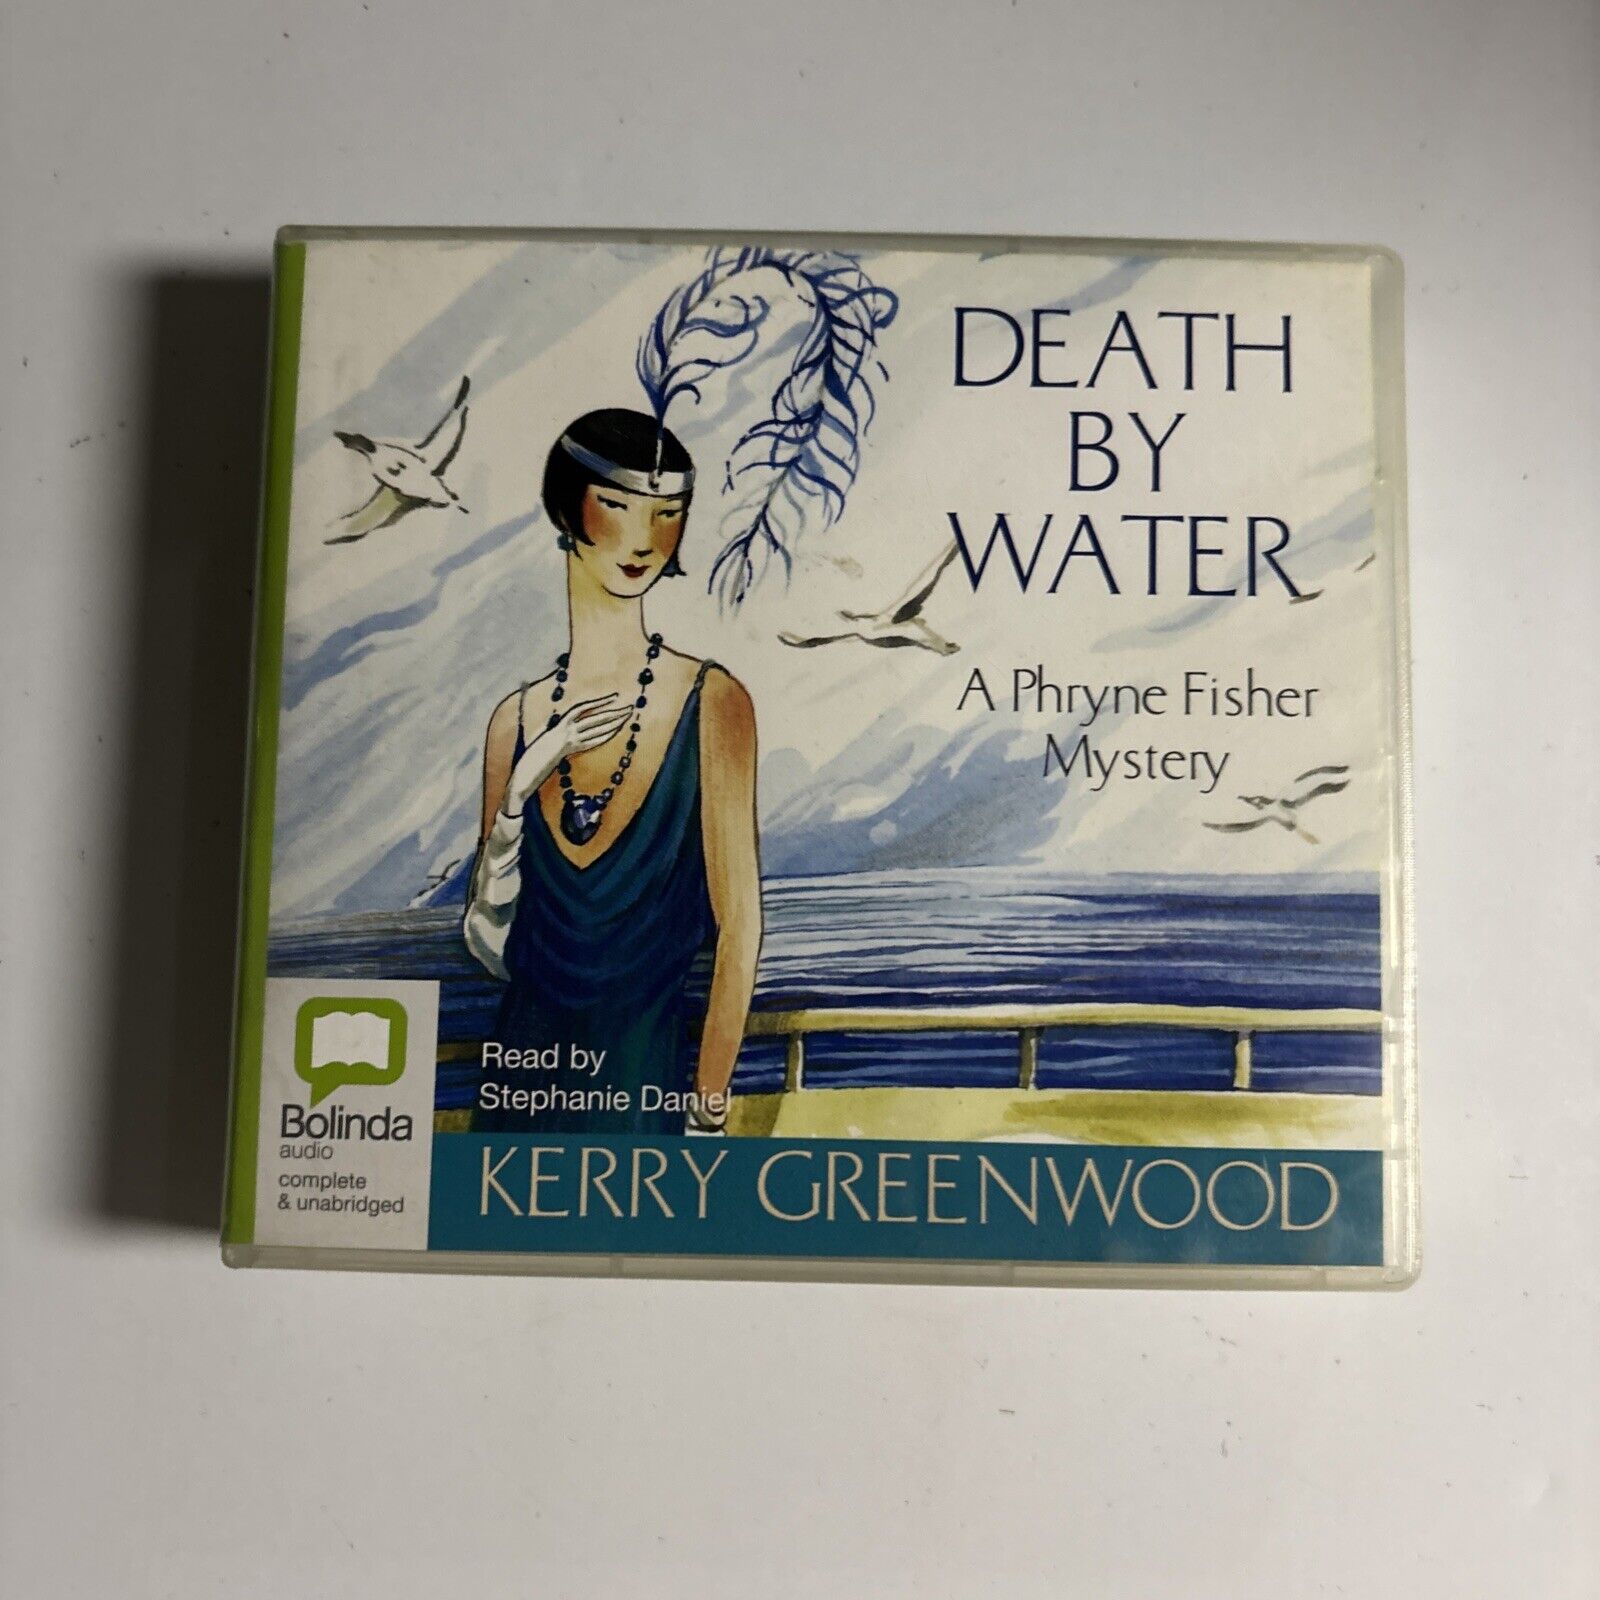 DEATH
BY
WATER
A Phryne Fisher
Mystery
Read by
Stephanie Daniel
Bolinda
audio
complete
& unabridged
KERRY GREENWOOD